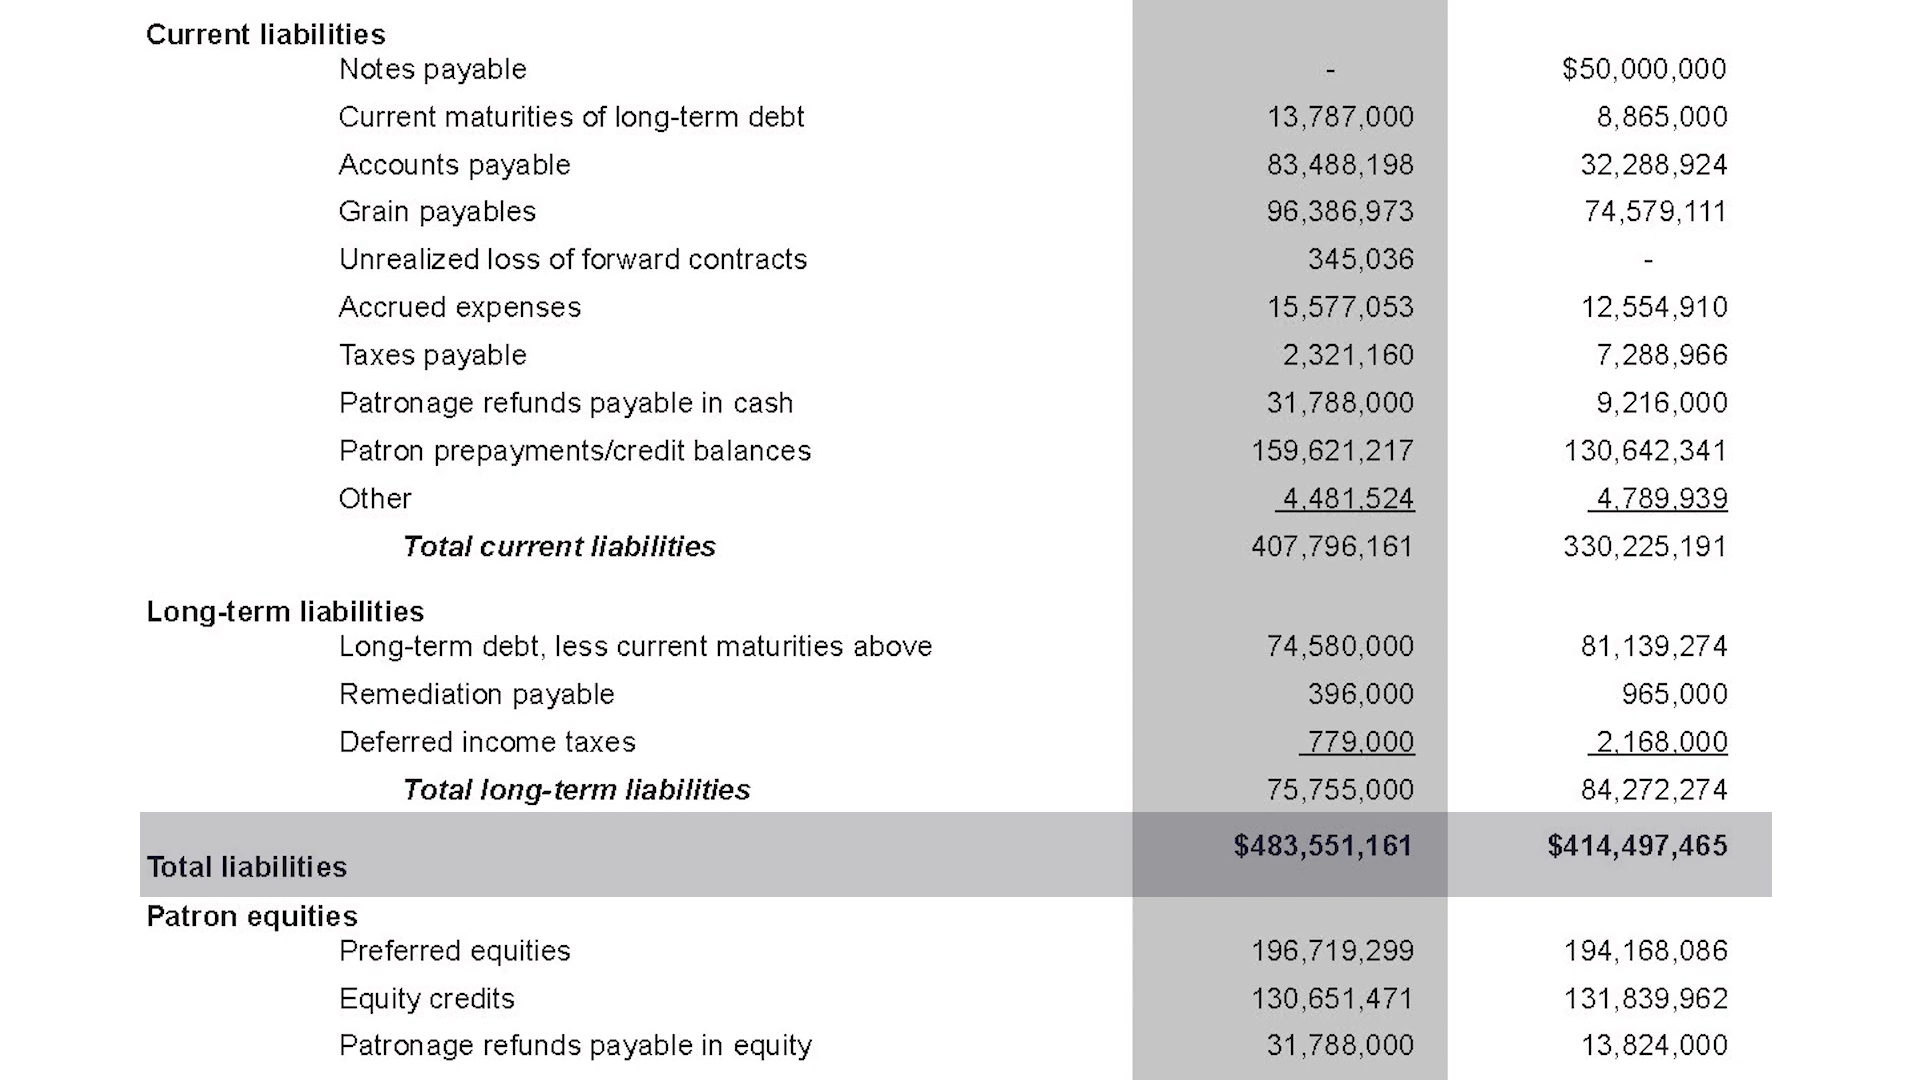 Current liabilities
Notes payable - $50,000,000
Current maturities of long-term debt 13,787,000 8,865,000
Accounts payable 83,488,198 32,288,924
Grain payables 96,386,973 74,579,111
Unrealized loss of forward contracts 345,036 -
Accrued expenses 15,577,053 12,554,910
Taxes payable 2,321,160 7,288,966
Patronage refunds payable in cash 31,788,000 9,216,000
Patron prepayments/credit balances 159,621,217 130,642,341
Other 4,481,524 4,789,939
Total current liabilities 407,796,161 330,225,191
Long-term liabilities
Long-term debt, less current maturities above 74,580,000 81,139,274
Remediation payable 396,000 965,000
Deferred income taxes 779,000 2,168,000
Total long-term liabilities 75,755,000 84,272,274
Total liabilities $483,551,161 $414,497,465
Patron equities
Preferred equities 196,719,299 194,168,086
Equity credits 130,651,471 131,839,962
Patronage refunds payable in equity 31,788,000 13,824,000